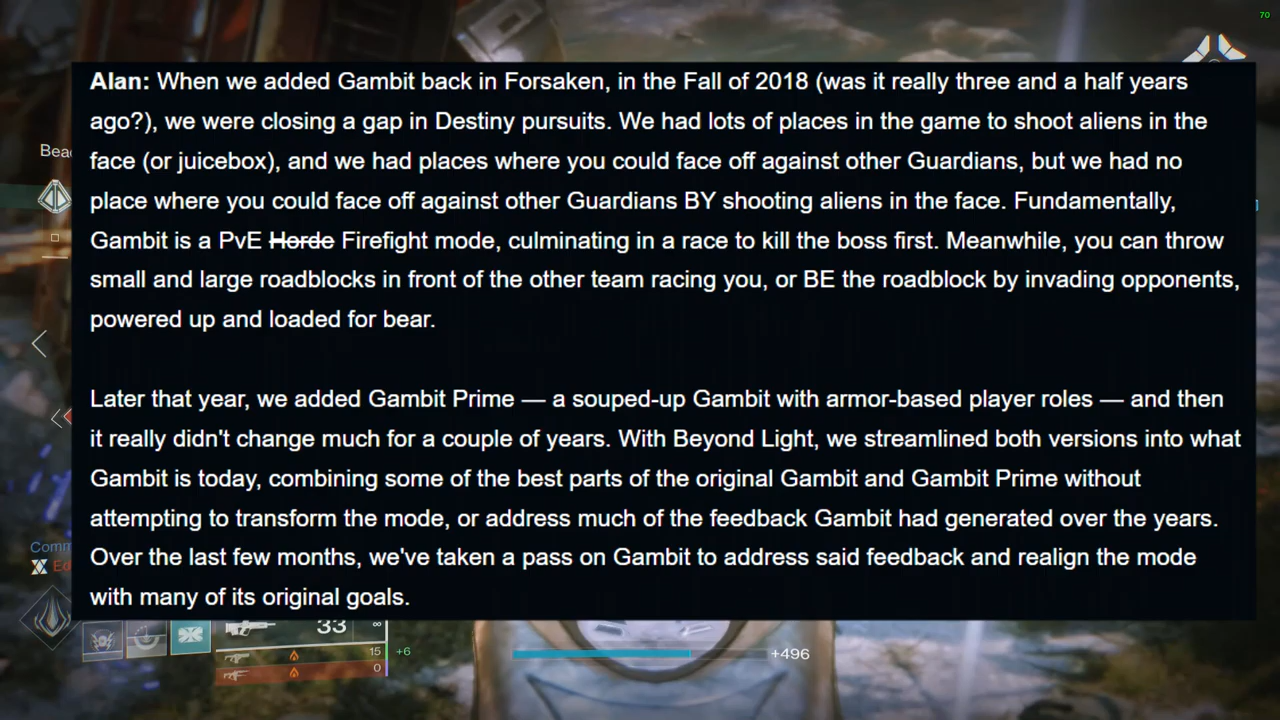 70
Alan: When we added Gambit back in Forsaken, in the Fall of 2018 (was it really three and a half years
ago?), we were closing a gap in Destiny pursuits. We had lots of places in the game to shoot aliens in the
face (or juicebox), and we had places where you could face off against other Guardians, but we had no
place where you could face off against other Guardians BY shooting aliens in the face. Fundamentally,
Gambit is a PvE Horde Firefight mode, culminating in a race to kill the boss first. Meanwhile, you can throw
small and large roadblocks in front of the other team racing you, or BE the roadblock by invading opponents,
powered up and loaded for bear.
Later that year, we added Gambit Prime — a souped-up Gambit with armor-based player roles — and then
it really didn't change much for a couple of years. With Beyond Light, we streamlined both versions into what
Gambit is today, combining some of the best parts of the original Gambit and Gambit Prime without
attempting to transform the mode, or address much of the feedback Gambit had generated over the years.
Over the last few months, we've taken a pass on Gambit to address said feedback and realign the mode
with many of its original goals.
33 ∞
15 +6
0
+496